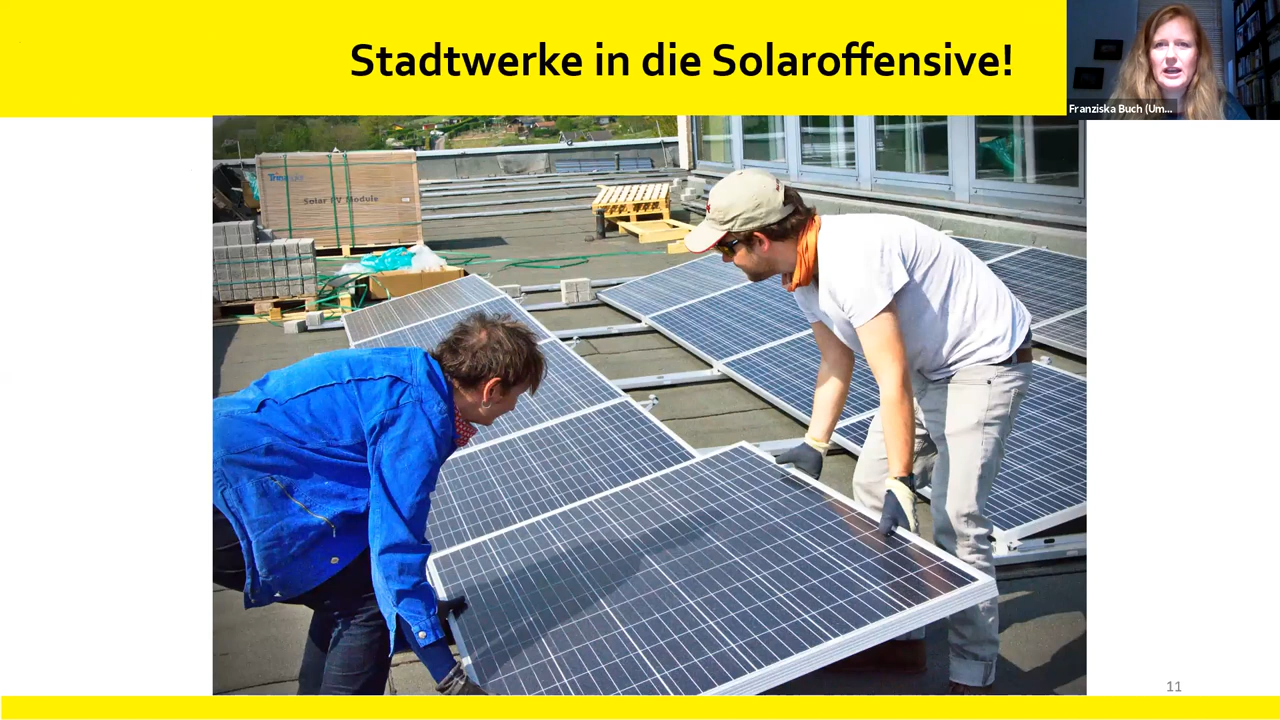 Stadtwerke in die Solaroffensive!
Franziska Buch (Um...
Solar PV Module
11